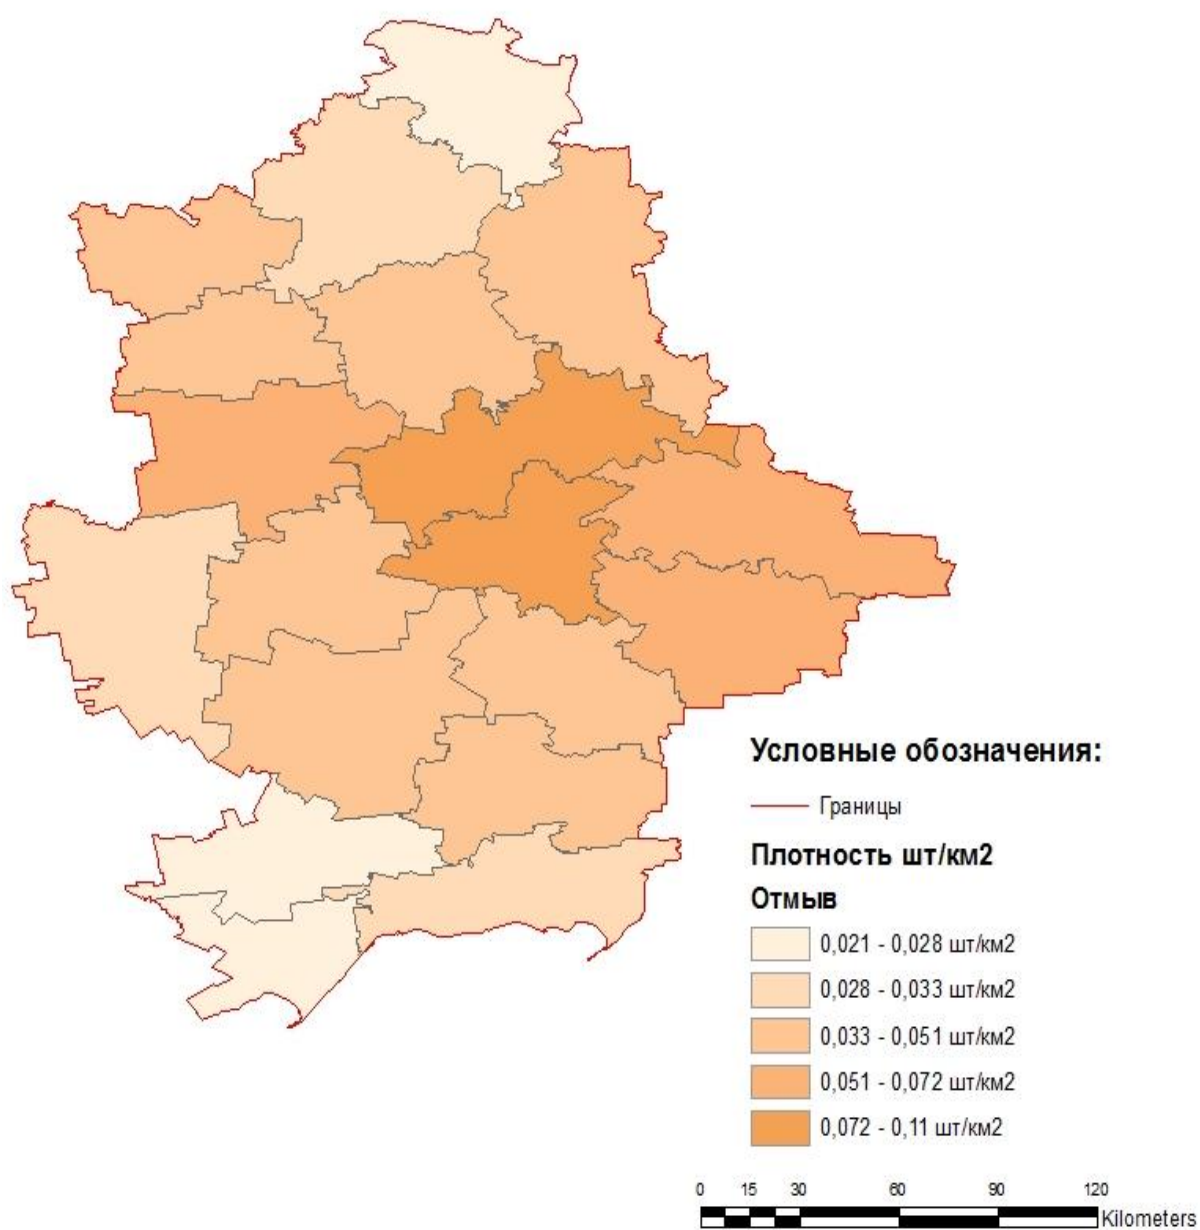 Условные обозначения:
Границы
Плотность шт/км2
Отмыв
0,021 - 0,028 шт/км2
0,028 - 0,033 шт/км2
0,033 - 0,051 шт/км2
0,051 - 0,072 шт/км2
0,072 - 0,11 шт/км2
0 15 30 60 90 120
Kilometers